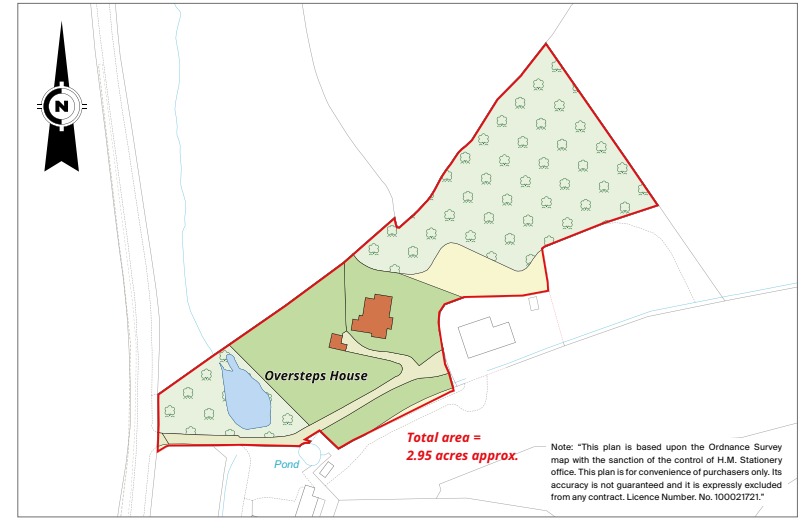 N
Oversteps House
Total area =
2.95 acres approx.
Pond
Note: “This plan is based upon the Ordnance Survey
map with the sanction of the control of H.M. Stationery
office. This plan is for convenience of purchasers only. Its
accuracy is not guaranteed and it is expressly excluded
from any contract. Licence Number. No. 100021721.”